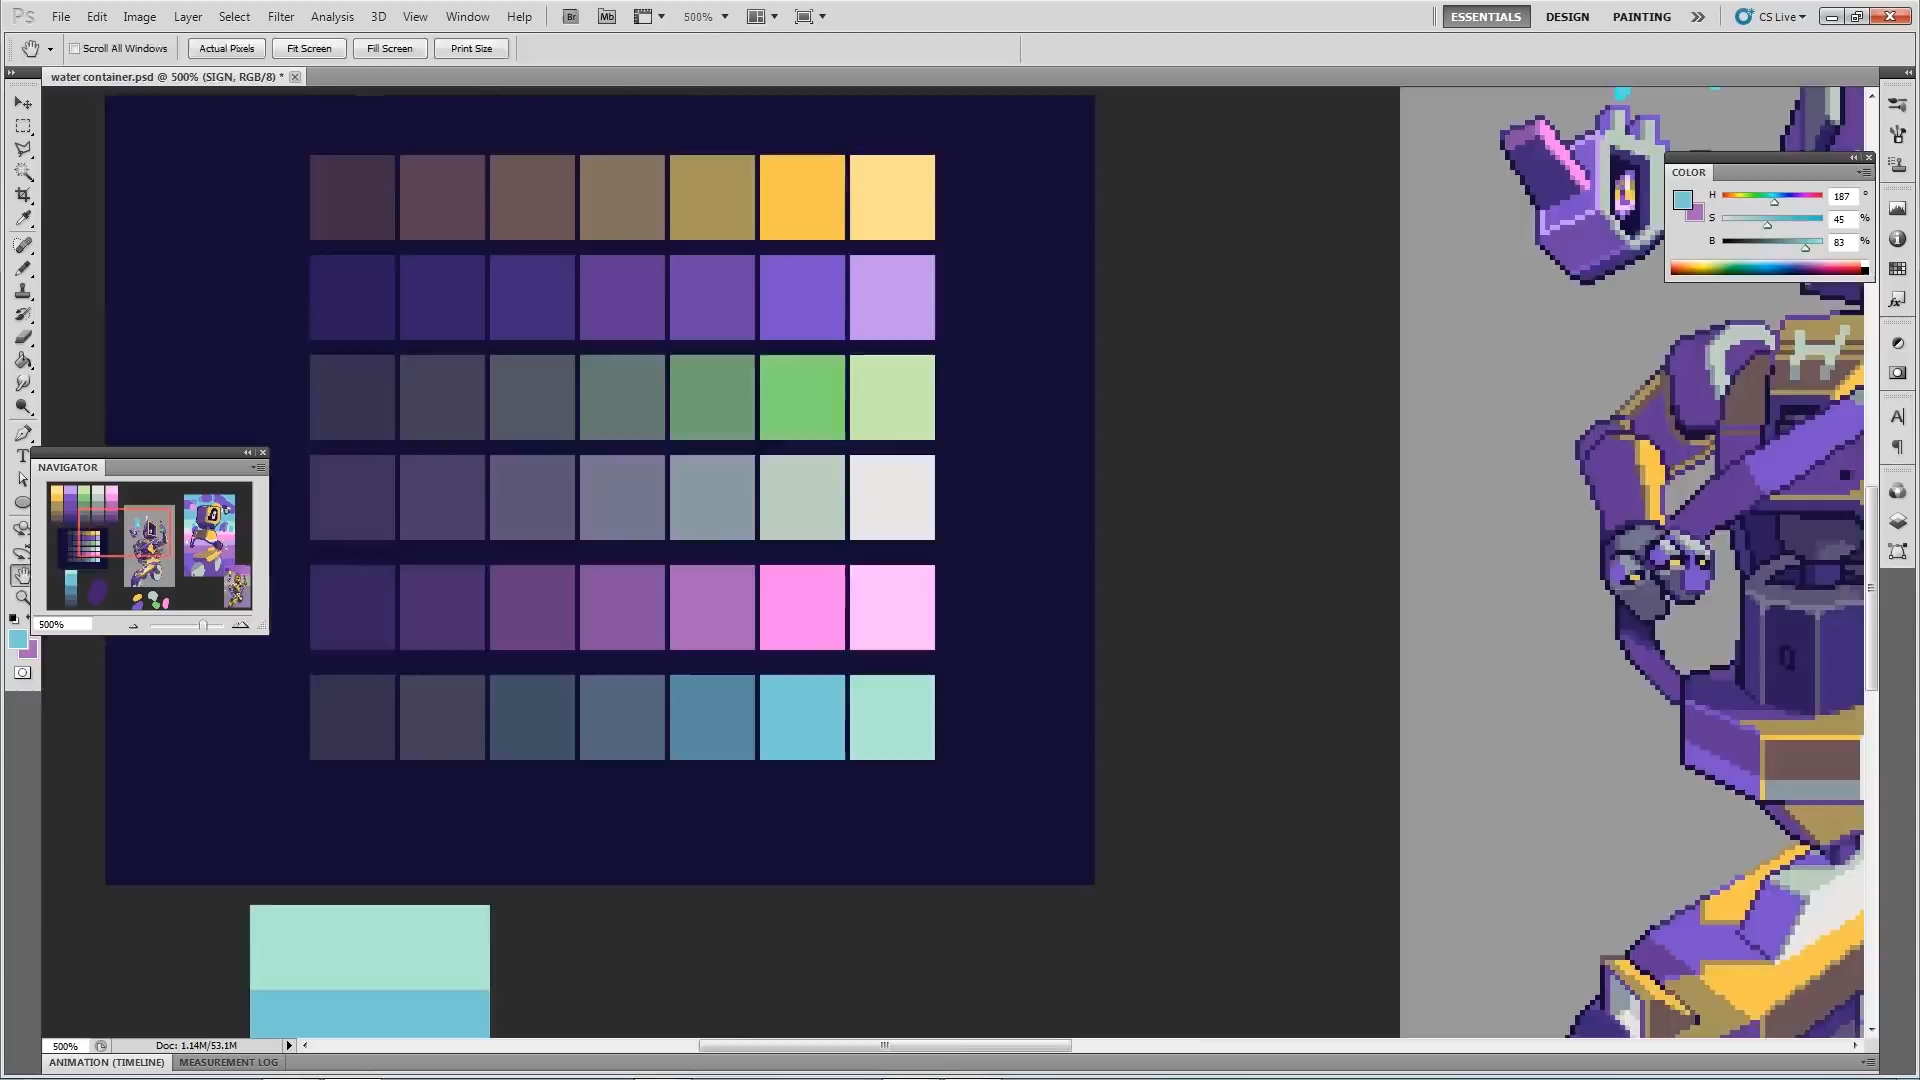 Ps File Edit Image Layer Select Filter Analysis 3D View Window Help Br Mb 500% ESSENTIALS DESIGN PAINTING CS Live
Scroll All Windows Actual Pixels Fit Screen Fill Screen Print Size
water container.psd @ 500% (SIGN, RGB/8) *
COLOR
H 187 °
S 45 %
B 83 %
NAVIGATOR
500%
500% Doc: 1.14M/53.1M
ANIMATION (TIMELINE) MEASUREMENT LOG